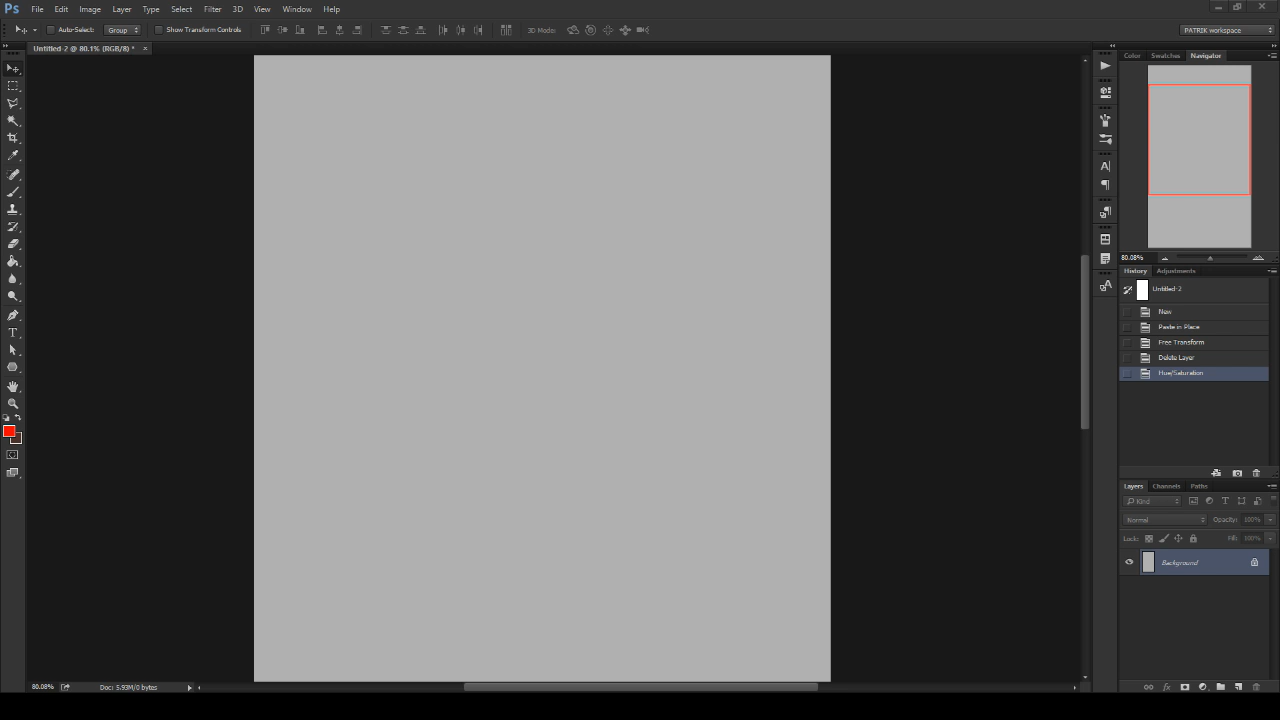 Ps File Edit Image Layer Type Select Filter 3D View Window Help
Auto-Select: Group Show Transform Controls 3D Mode: PATRIK workspace
Untitled-2 @ 80.1% (RGB/8) * ×
Color Swatches Navigator
80.08%
History Adjustments
Untitled-2
New
Paste in Place
Free Transform
Delete Layer
Hue/Saturation
Layers Channels Paths
Kind
Normal Opacity: 100%
Lock: Fill: 100%
Background
80.08% Doc: 5.93M/0 bytes